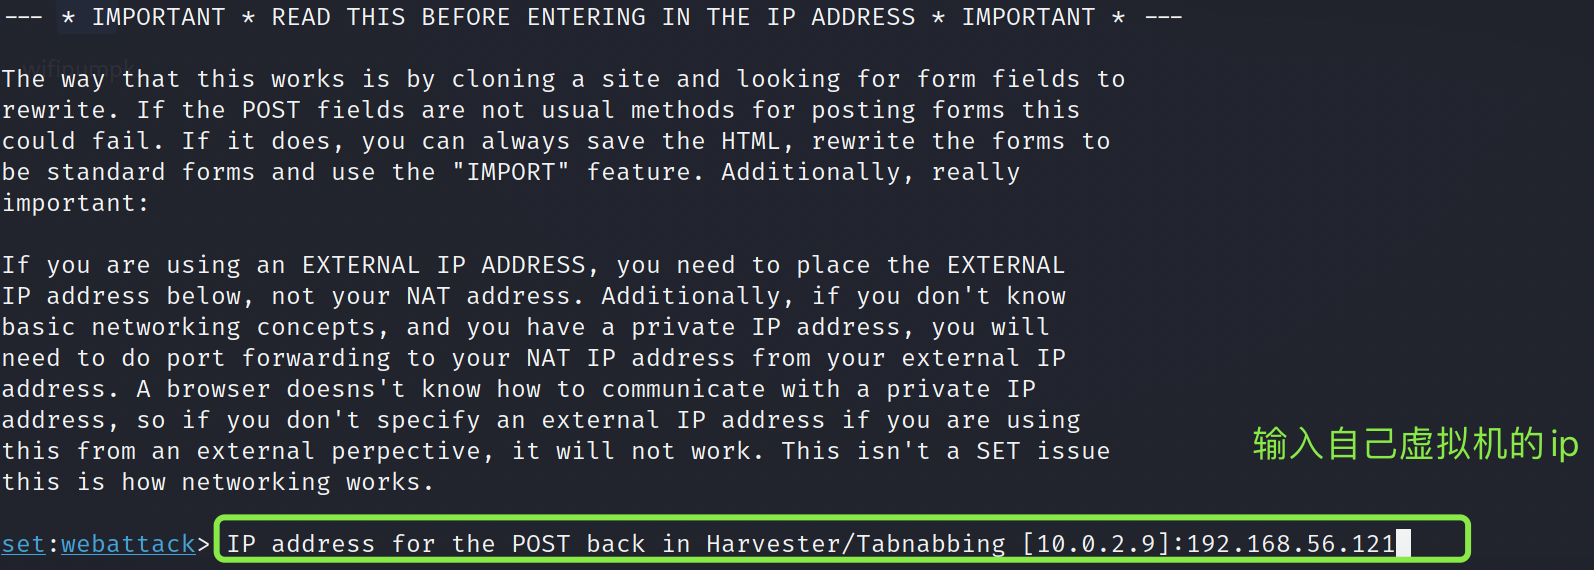 --- * IMPORTANT * READ THIS BEFORE ENTERING IN THE IP ADDRESS * IMPORTANT * ---
The way that this works is by cloning a site and looking for form fields to
rewrite. If the POST fields are not usual methods for posting forms this
could fail. If it does, you can always save the HTML, rewrite the forms to
be standard forms and use the "IMPORT" feature. Additionally, really
important:
If you are using an EXTERNAL IP ADDRESS, you need to place the EXTERNAL
IP address below, not your NAT address. Additionally, if you don't know
basic networking concepts, and you have a private IP address, you will
need to do port forwarding to your NAT IP address from your external IP
address. A browser doesns't know how to communicate with a private IP
address, so if you don't specify an external IP address if you are using
this from an external perpective, it will not work. This isn't a SET issue
this is how networking works.
输入自己虚拟机的ip
set:webattack> IP address for the POST back in Harvester/Tabnabbing [10.0.2.9]:192.168.56.121